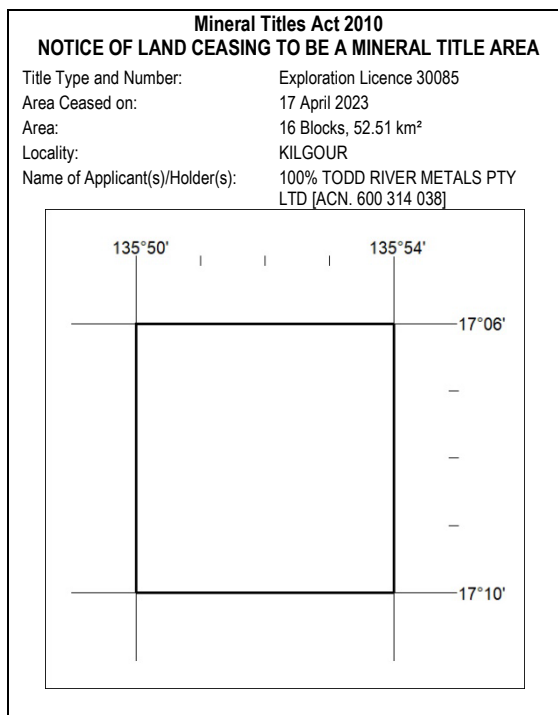 Mineral Titles Act 2010
NOTICE OF LAND CEASING TO BE A MINERAL TITLE AREA
Title Type and Number: Exploration Licence 30085
Area Ceased on: 17 April 2023
Area: 16 Blocks, 52.51 km²
Locality: KILGOUR
Name of Applicant(s)/Holder(s): 100% TODD RIVER METALS PTY
LTD [ACN. 600 314 038]
135°50' 135°54'
17°06'
17°10'